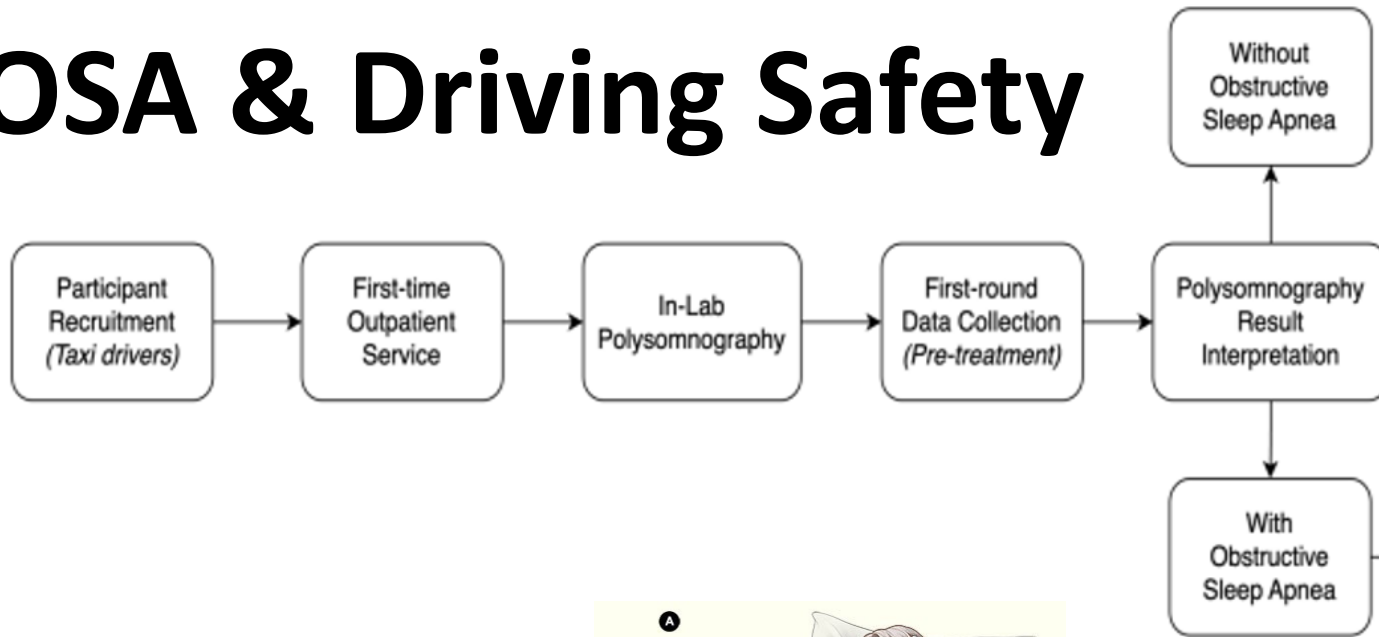 OSA & Driving Safety
Without
Obstructive
Sleep Apnea
Participant
Recruitment
(Taxi drivers)
First-time
Outpatient
Service
In-Lab
Polysomnography
First-round
Data Collection
(Pre-treatment)
Polysomnography
Result
Interpretation
With
Obstructive
Sleep Apnea
A